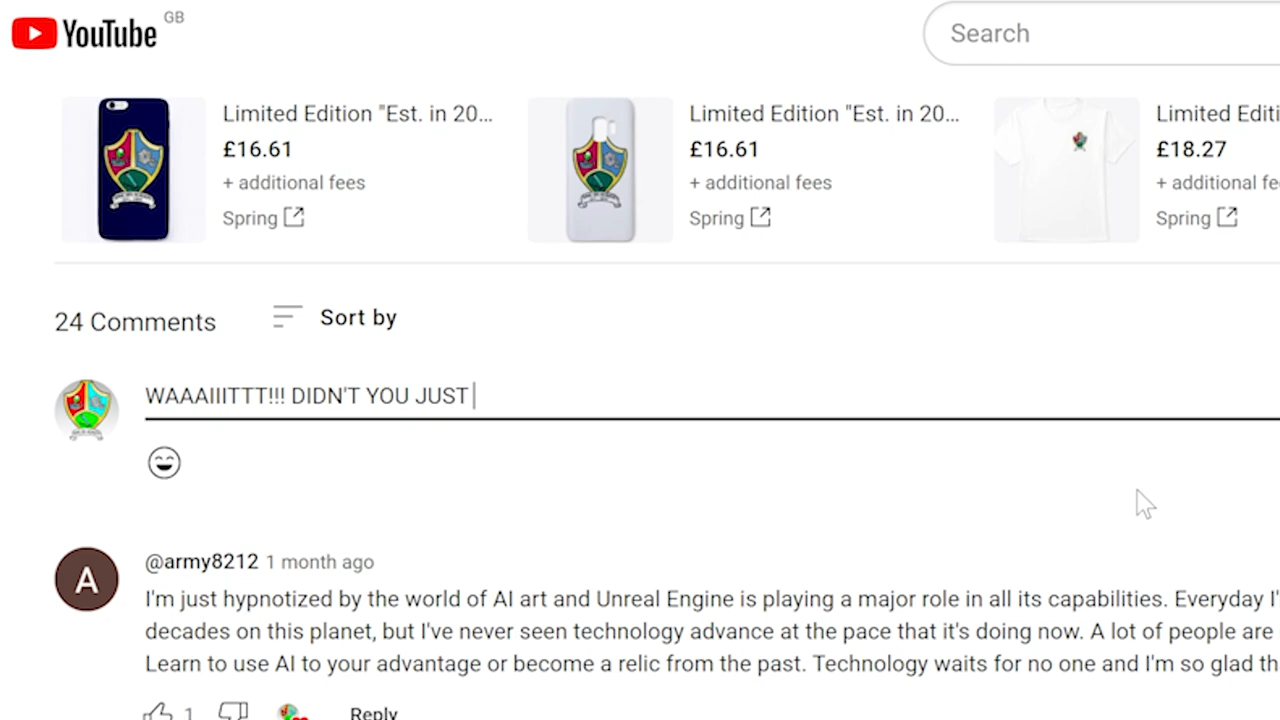 YouTube GB
Search
Limited Edition "Est. in 20...
£16.61
+ additional fees
Spring
Limited Edition "Est. in 20...
£16.61
+ additional fees
Spring
Limited Editi
£18.27
+ additional fe
Spring
24 Comments
Sort by
WAAAIIITTT!!! DIDN'T YOU JUST
A
@army8212 1 month ago
I'm just hypnotized by the world of AI art and Unreal Engine is playing a major role in all its capabilities. Everyday I'
decades on this planet, but I've never seen technology advance at the pace that it's doing now. A lot of people are
Learn to use AI to your advantage or become a relic from the past. Technology waits for no one and I'm so glad th
1
Reply